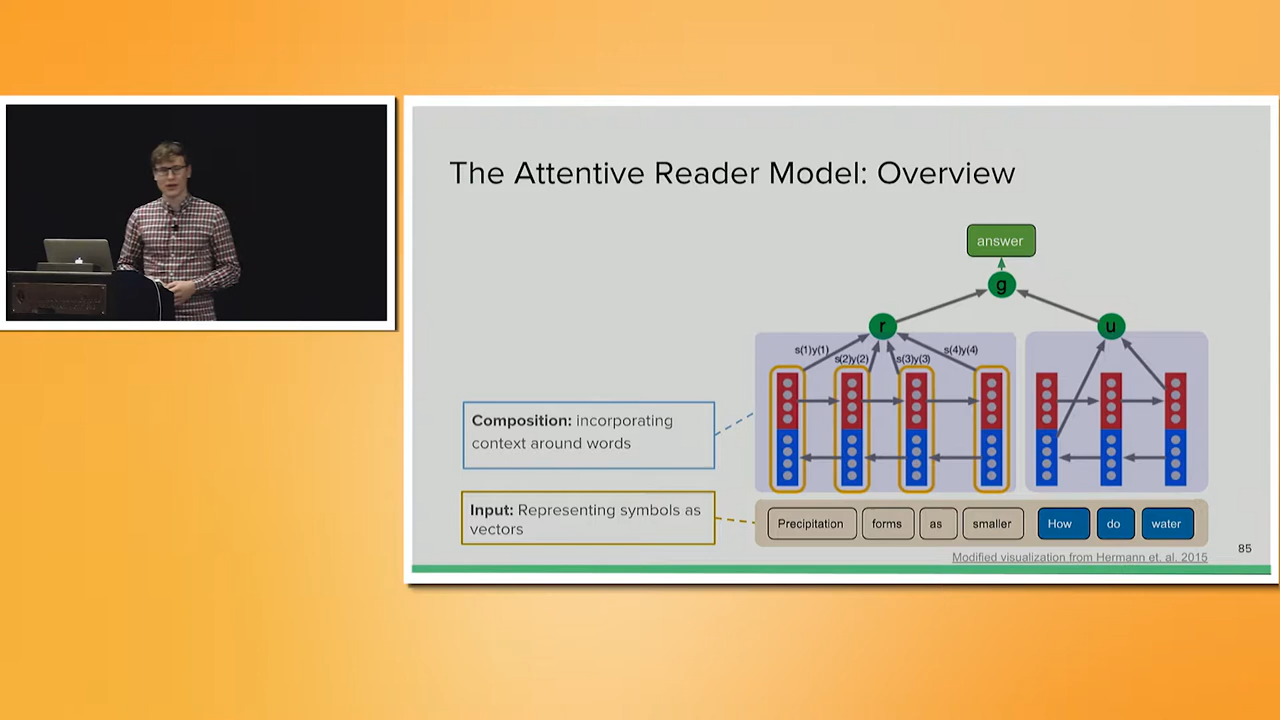 The Attentive Reader Model: Overview
answer
g
r
u
s(1)y(1)
s(2)y(2)
s(3)y(3)
s(4)y(4)
Composition: incorporating
context around words
Input: Representing symbols as
vectors
Precipitation forms as smaller How do water
Modified visualization from Hermann et. al. 2015
85